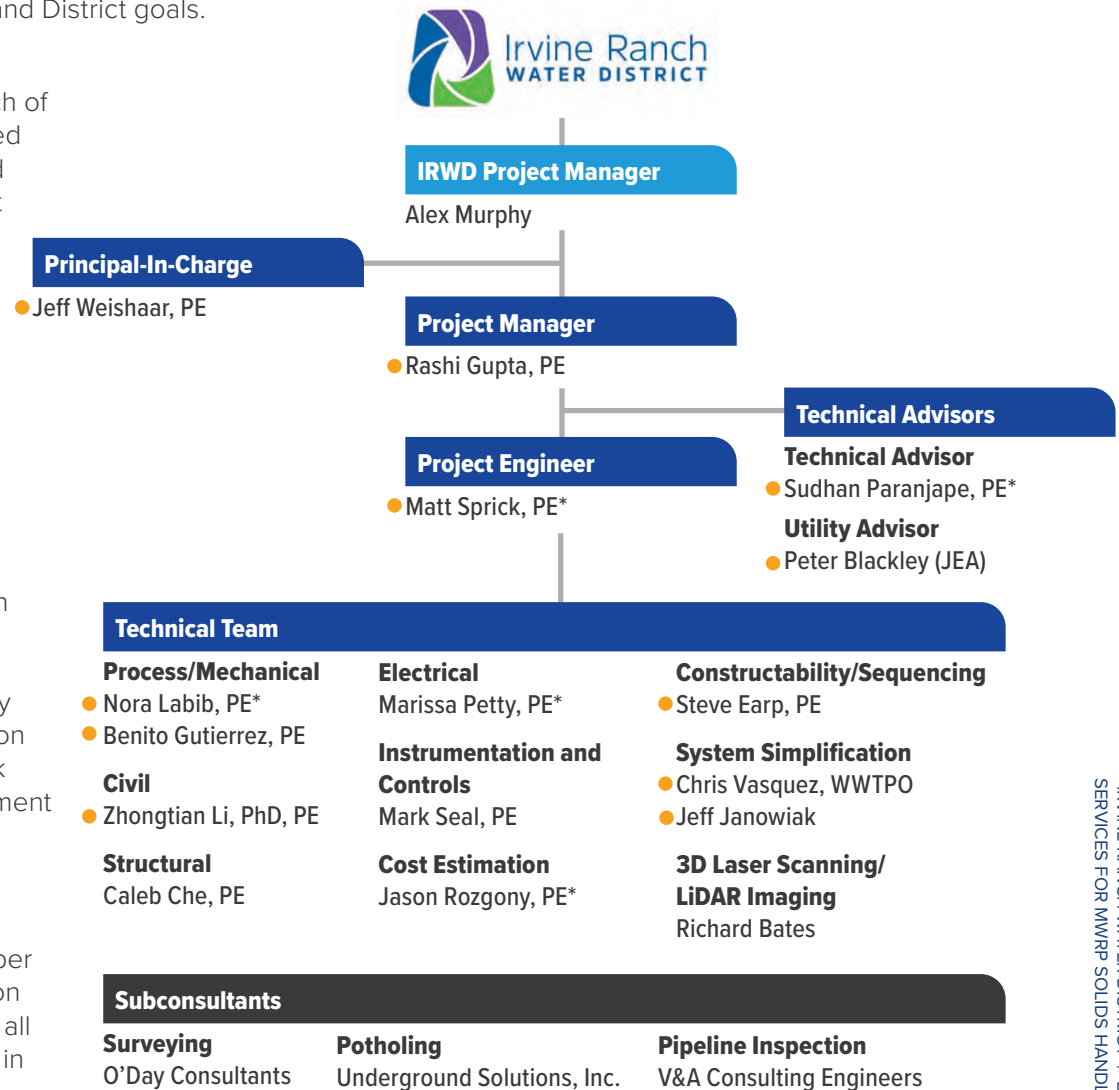 and District goals.
ch of
ed
d
Irvine Ranch
WATER DISTRICT
IRWD Project Manager
Alex Murphy
Principal-In-Charge
Jeff Weishaar, PE
Project Manager
Rashi Gupta, PE
Technical Advisors
Technical Advisor
Sudhan Paranjape, PE*
Utility Advisor
Peter Blackley (JEA)
Project Engineer
Matt Sprick, PE*
Technical Team
Process/Mechanical
Nora Labib, PE*
Benito Gutierrez, PE
Civil
Zhongtian Li, PhD, PE
Structural
Caleb Che, PE
Electrical
Marissa Petty, PE*
Instrumentation and
Controls
Mark Seal, PE
Cost Estimation
Jason Rozgony, PE*
Constructability/Sequencing
Steve Earp, PE
System Simplification
Chris Vasquez, WWTPO
Jeff Janowiak
3D Laser Scanning/
LiDAR Imaging
Richard Bates
y
on
k
ment
per
on
all
in
Subconsultants
Surveying
O'Day Consultants
Potholing
Underground Solutions, Inc.
Pipeline Inspection
V&A Consulting Engineers
SERVICES FOR MWRP SOLIDS HANDL